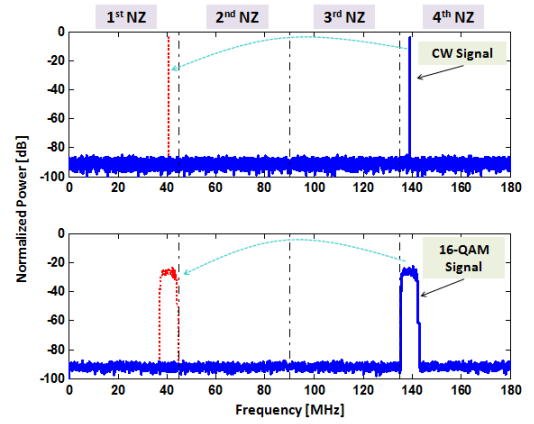 1st NZ 2nd NZ 3rd NZ 4th NZ
0
-20
-40
-60
-80
-100
CW Signal
0 20 40 60 80 100 120 140 160 180
Normalized Power [dB]
0
-20
-40
-60
-80
-100
16-QAM
Signal
0 20 40 60 80 100 120 140 160 180
Frequency [MHz]